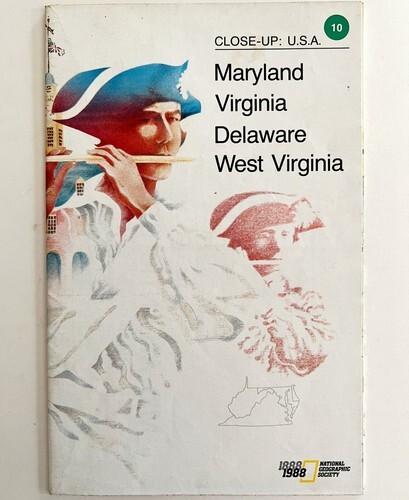 10
CLOSE-UP: U.S.A.
Maryland
Virginia
Delaware
West Virginia
1888
1988
NATIONAL
GEOGRAPHIC
SOCIETY